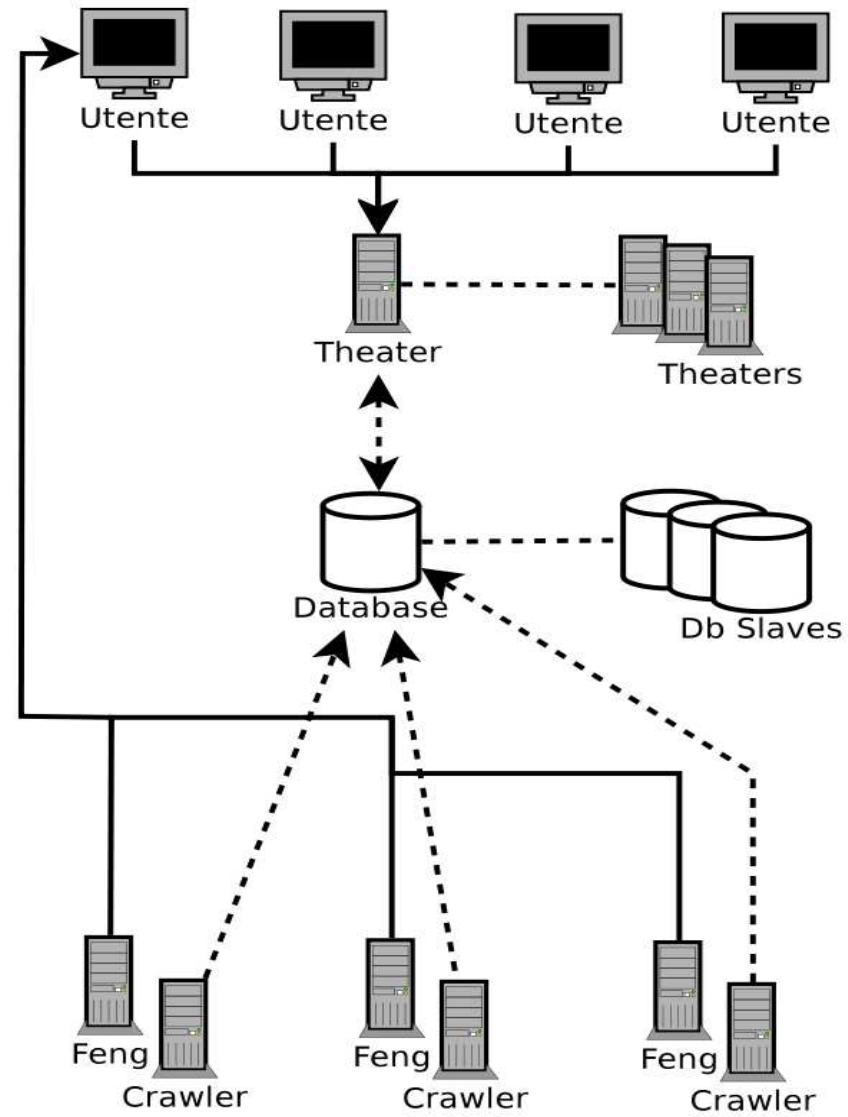 Utente
Utente
Utente
Utente
Theater
Theaters
Database
Db Slaves
Feng
Crawler
Feng
Crawler
Feng
Crawler